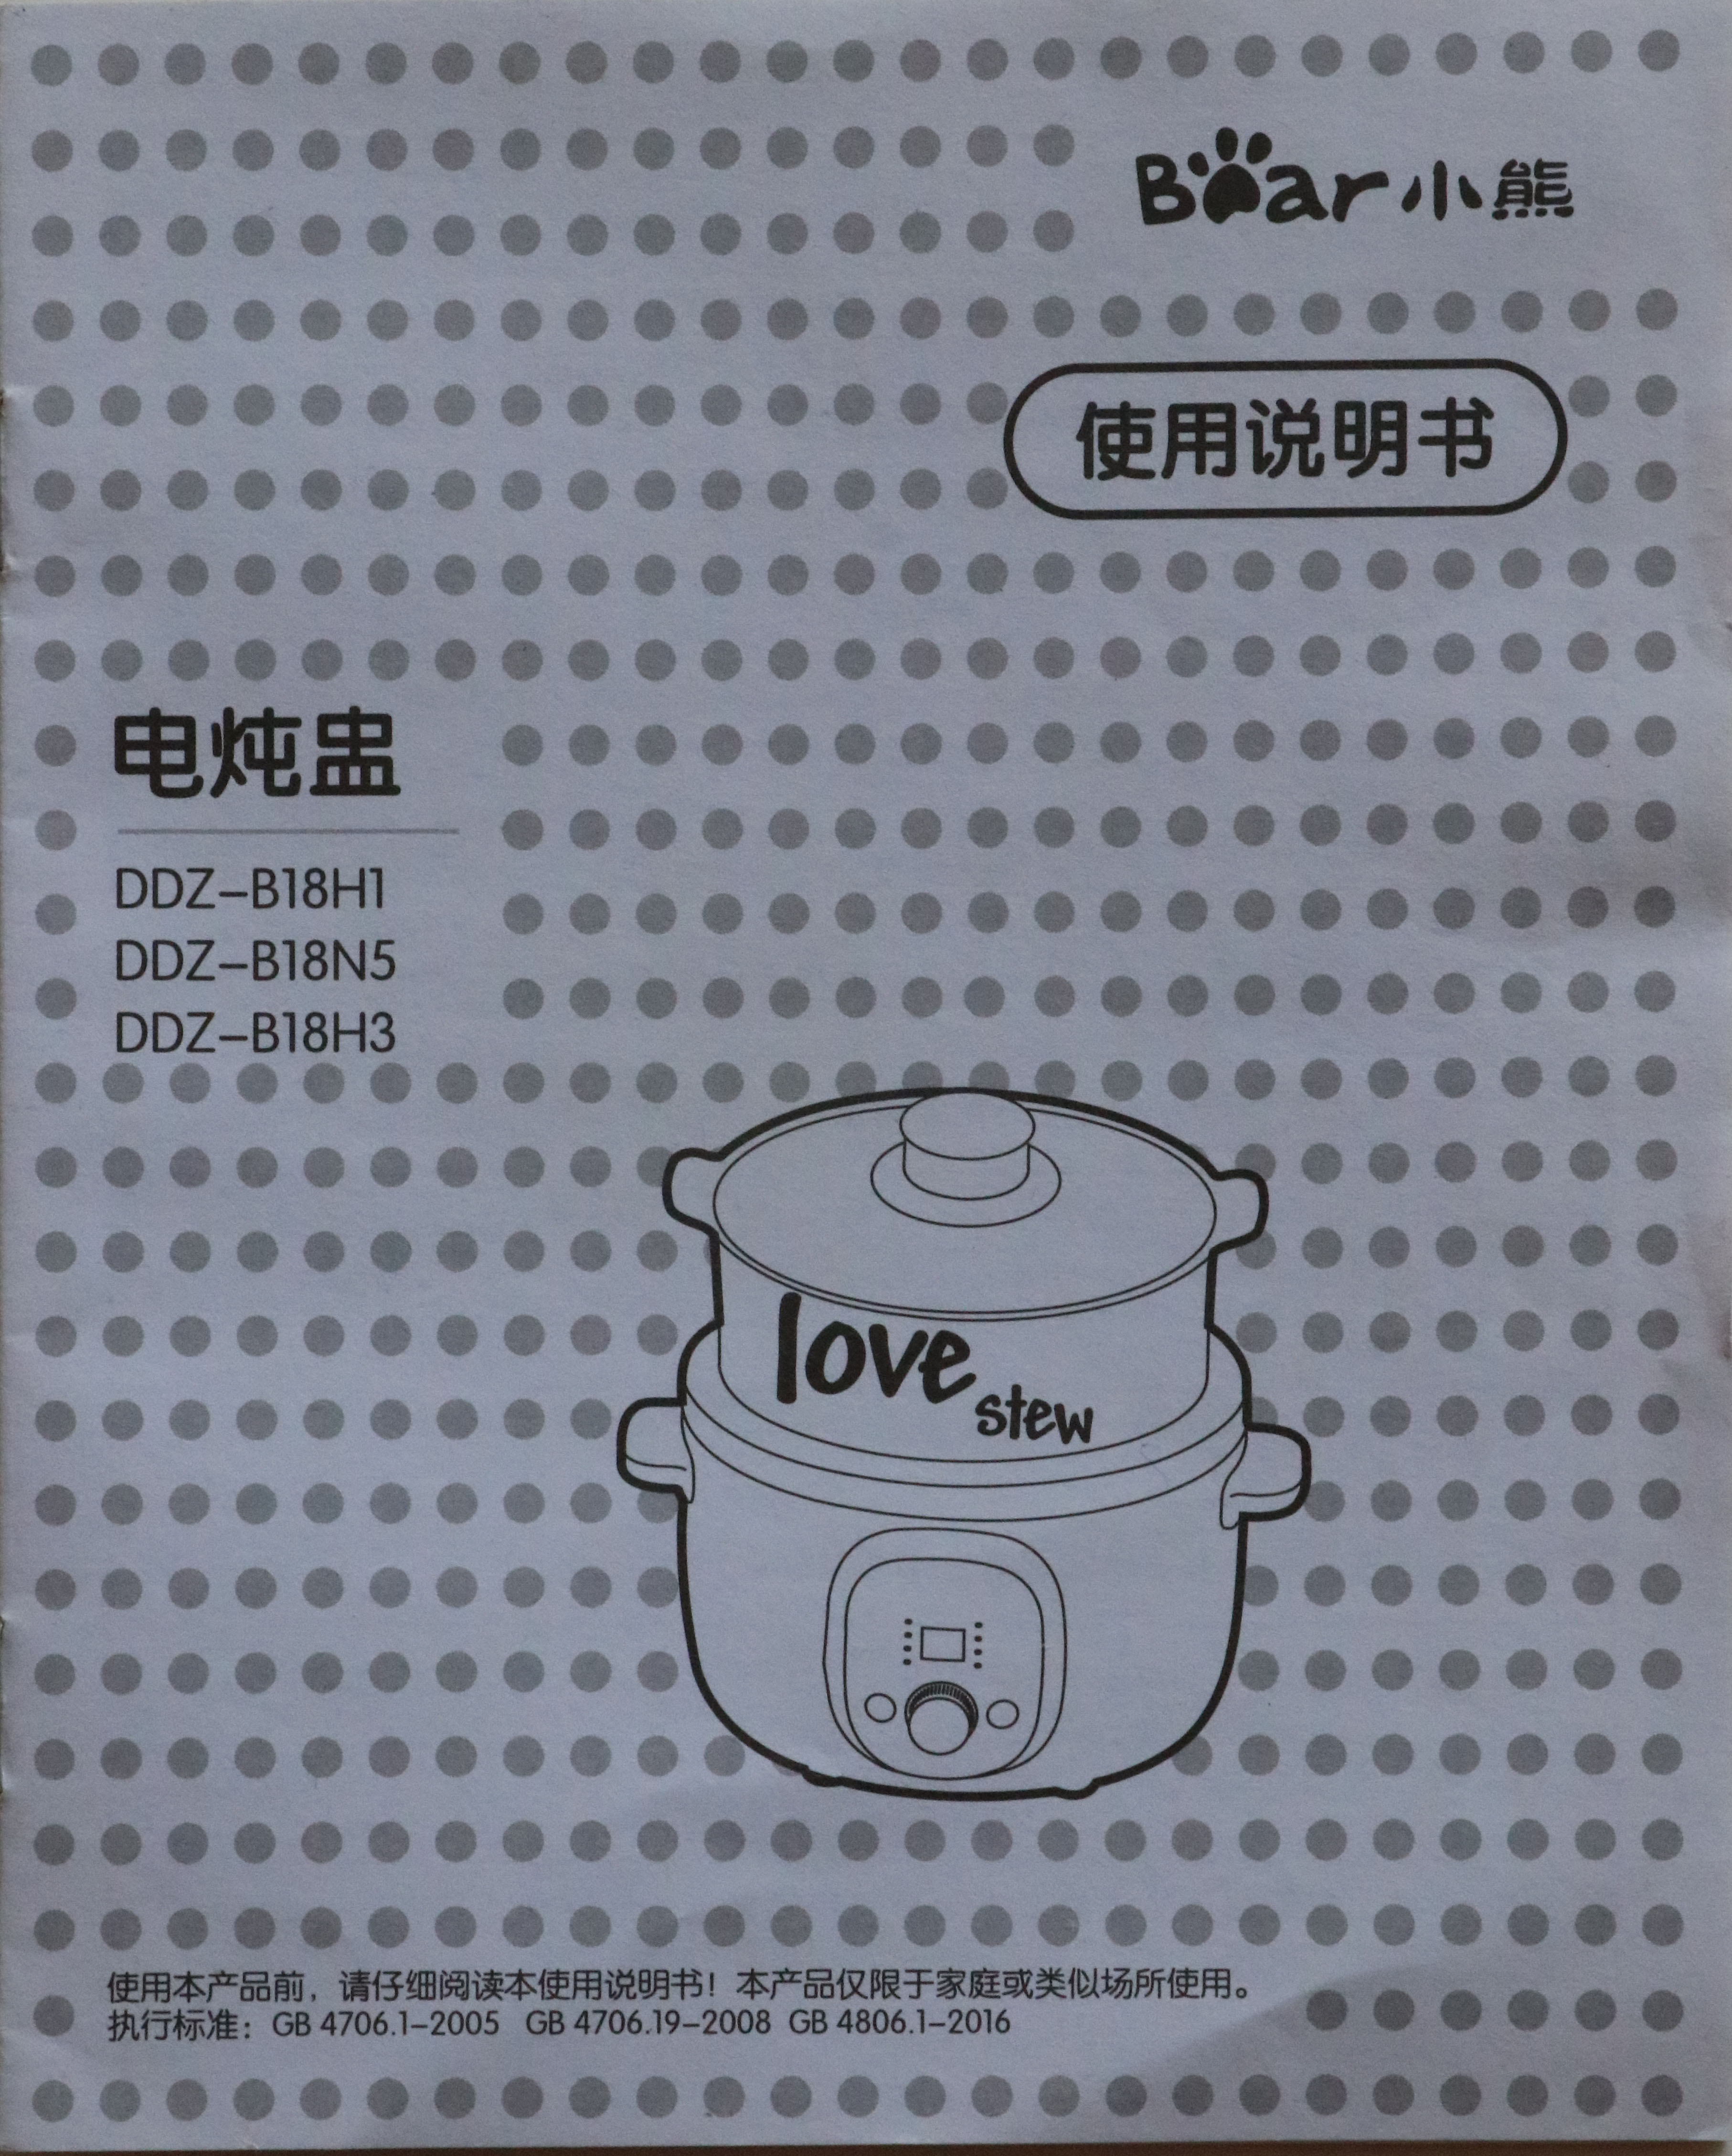 Bear小熊
使用说明书
电炖盅
DDZ-B18H1
DDZ-B18N5
DDZ-B18H3
love
stew
使用本产品前，请仔细阅读本使用说明书！本产品仅限于家庭或类似场所使用。
执行标准：GB 4706.1-2005 GB 4706.19-2008 GB 4806.1-2016